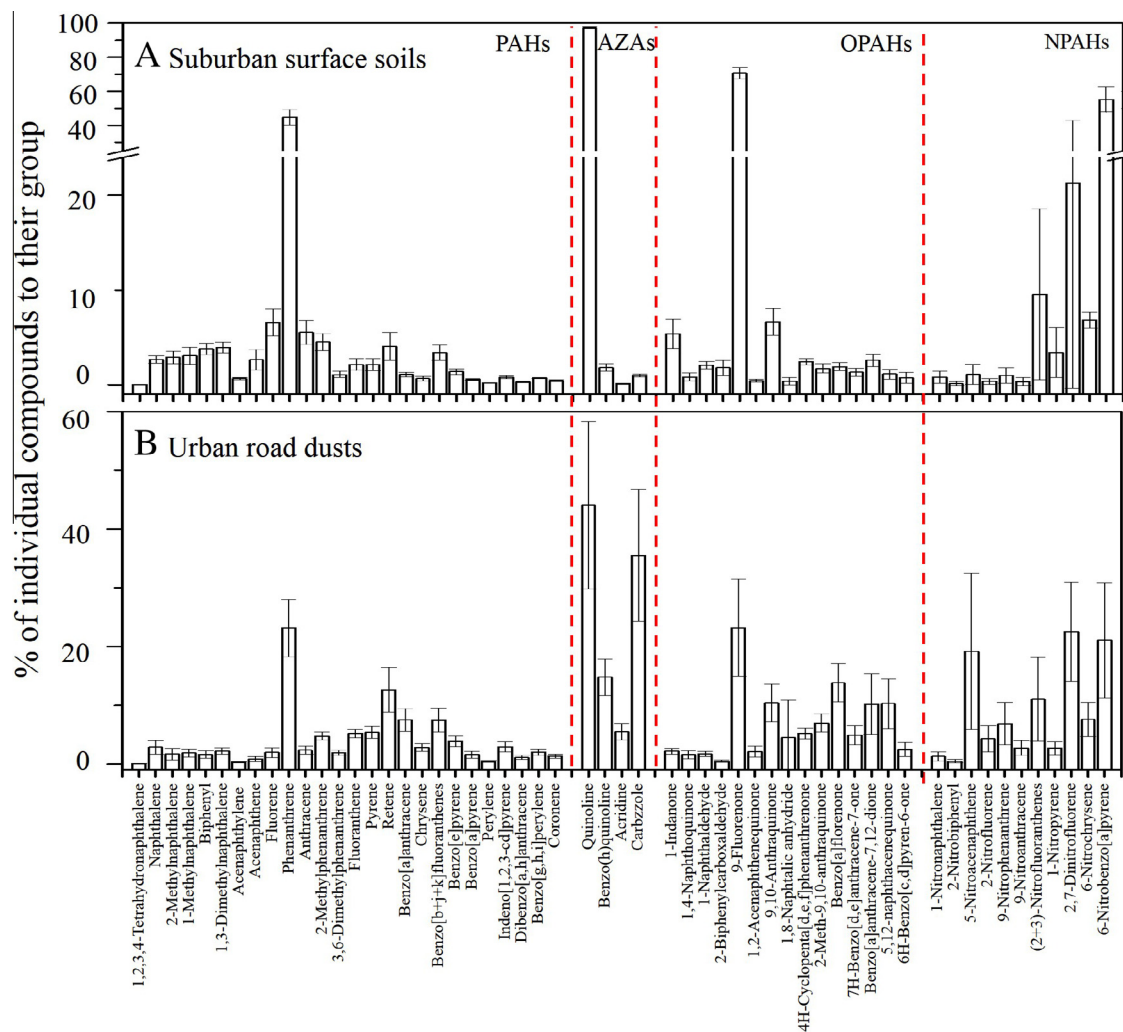 % of individual compounds to their group
100
80
60
40
20
10
0
A Suburban surface soils
PAHs
AZAs
OPAHs
NPAHs
60
40
20
0
B Urban road dusts
1,2,3,4-Tetrahydronaphthalene
Naphthalene
2-Methylnaphthalene
1-Methylnaphthalene
Biphenyl
1,3-Dimethylnaphthalene
Acenaphthylene
Acenaphthene
Fluorene
Phenanthrene
Anthracene
2-Methylphenanthrene
3,6-Dimethylphenanthrene
Fluoranthene
Pyrene
Retene
Benzo[a]anthracene
Chrysene
Benzo[b+j+k]fluoranthenes
Benzo[e]pyrene
Benzo[a]pyrene
Perylene
Indeno[1,2,3-cd]pyrene
Dibenzo[a,h]anthracene
Benzo[g,h,i]perylene
Coronene
Quinoline
Benzo(h)quinoline
Acridine
Carbzzole
1-Indanone
1,4-Naphthoquinone
1-Naphthaldehyde
2-Biphenylcarboxaldehyde
9-Fluorenone
1,2-Acenaphthenequinone
9,10-Anthraquinone
1,8-Naphtalic anhydride
4H-Cyclopenta[d,e,f]phenanthrenone
2-Meth-9,10-anthraquinone
Benzo[a]florenone
7H-Benzo[d,e]anthracene-7-one
Benzo[a]anthracene-7,12-dione
5,12-naphthacenequinone
6H-Benzo[c,d]pyren-6-one
1-Nitronaphthalene
2-Nitrobiphenyl
5-Nitroacenaphthene
2-Nitrofluorene
9-Nitrophenanthrene
9-Nitroanthracene
(2+3)-Nitrofluoranthenes
1-Nitropyrene
2,7-Dinitrofluorene
6-Nitrochrysene
6-Nitrobenzo[a]pyrene